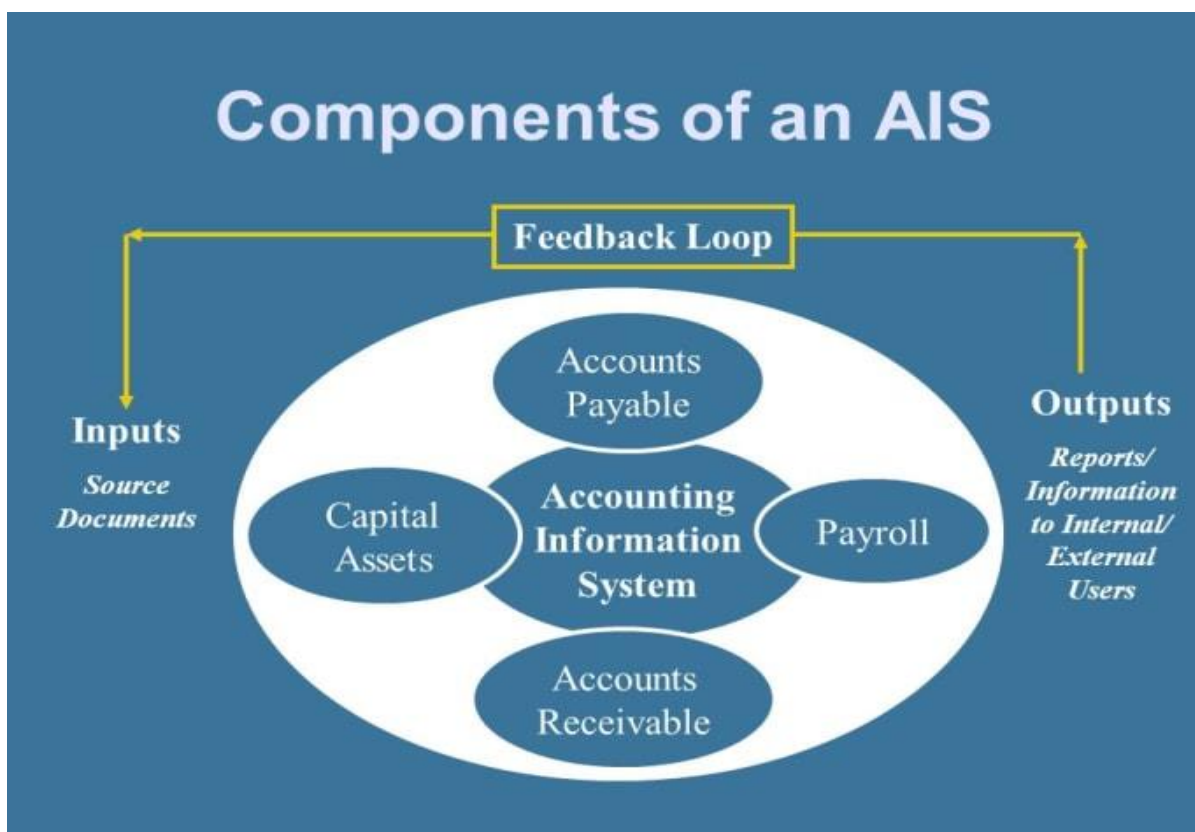 Components of an AIS
Feedback Loop
Inputs
Source
Documents
Accounts
Payable
Capital
Assets
Accounting
Information
System
Payroll
Accounts
Receivable
Outputs
Reports/
Information
to Internal/
External
Users